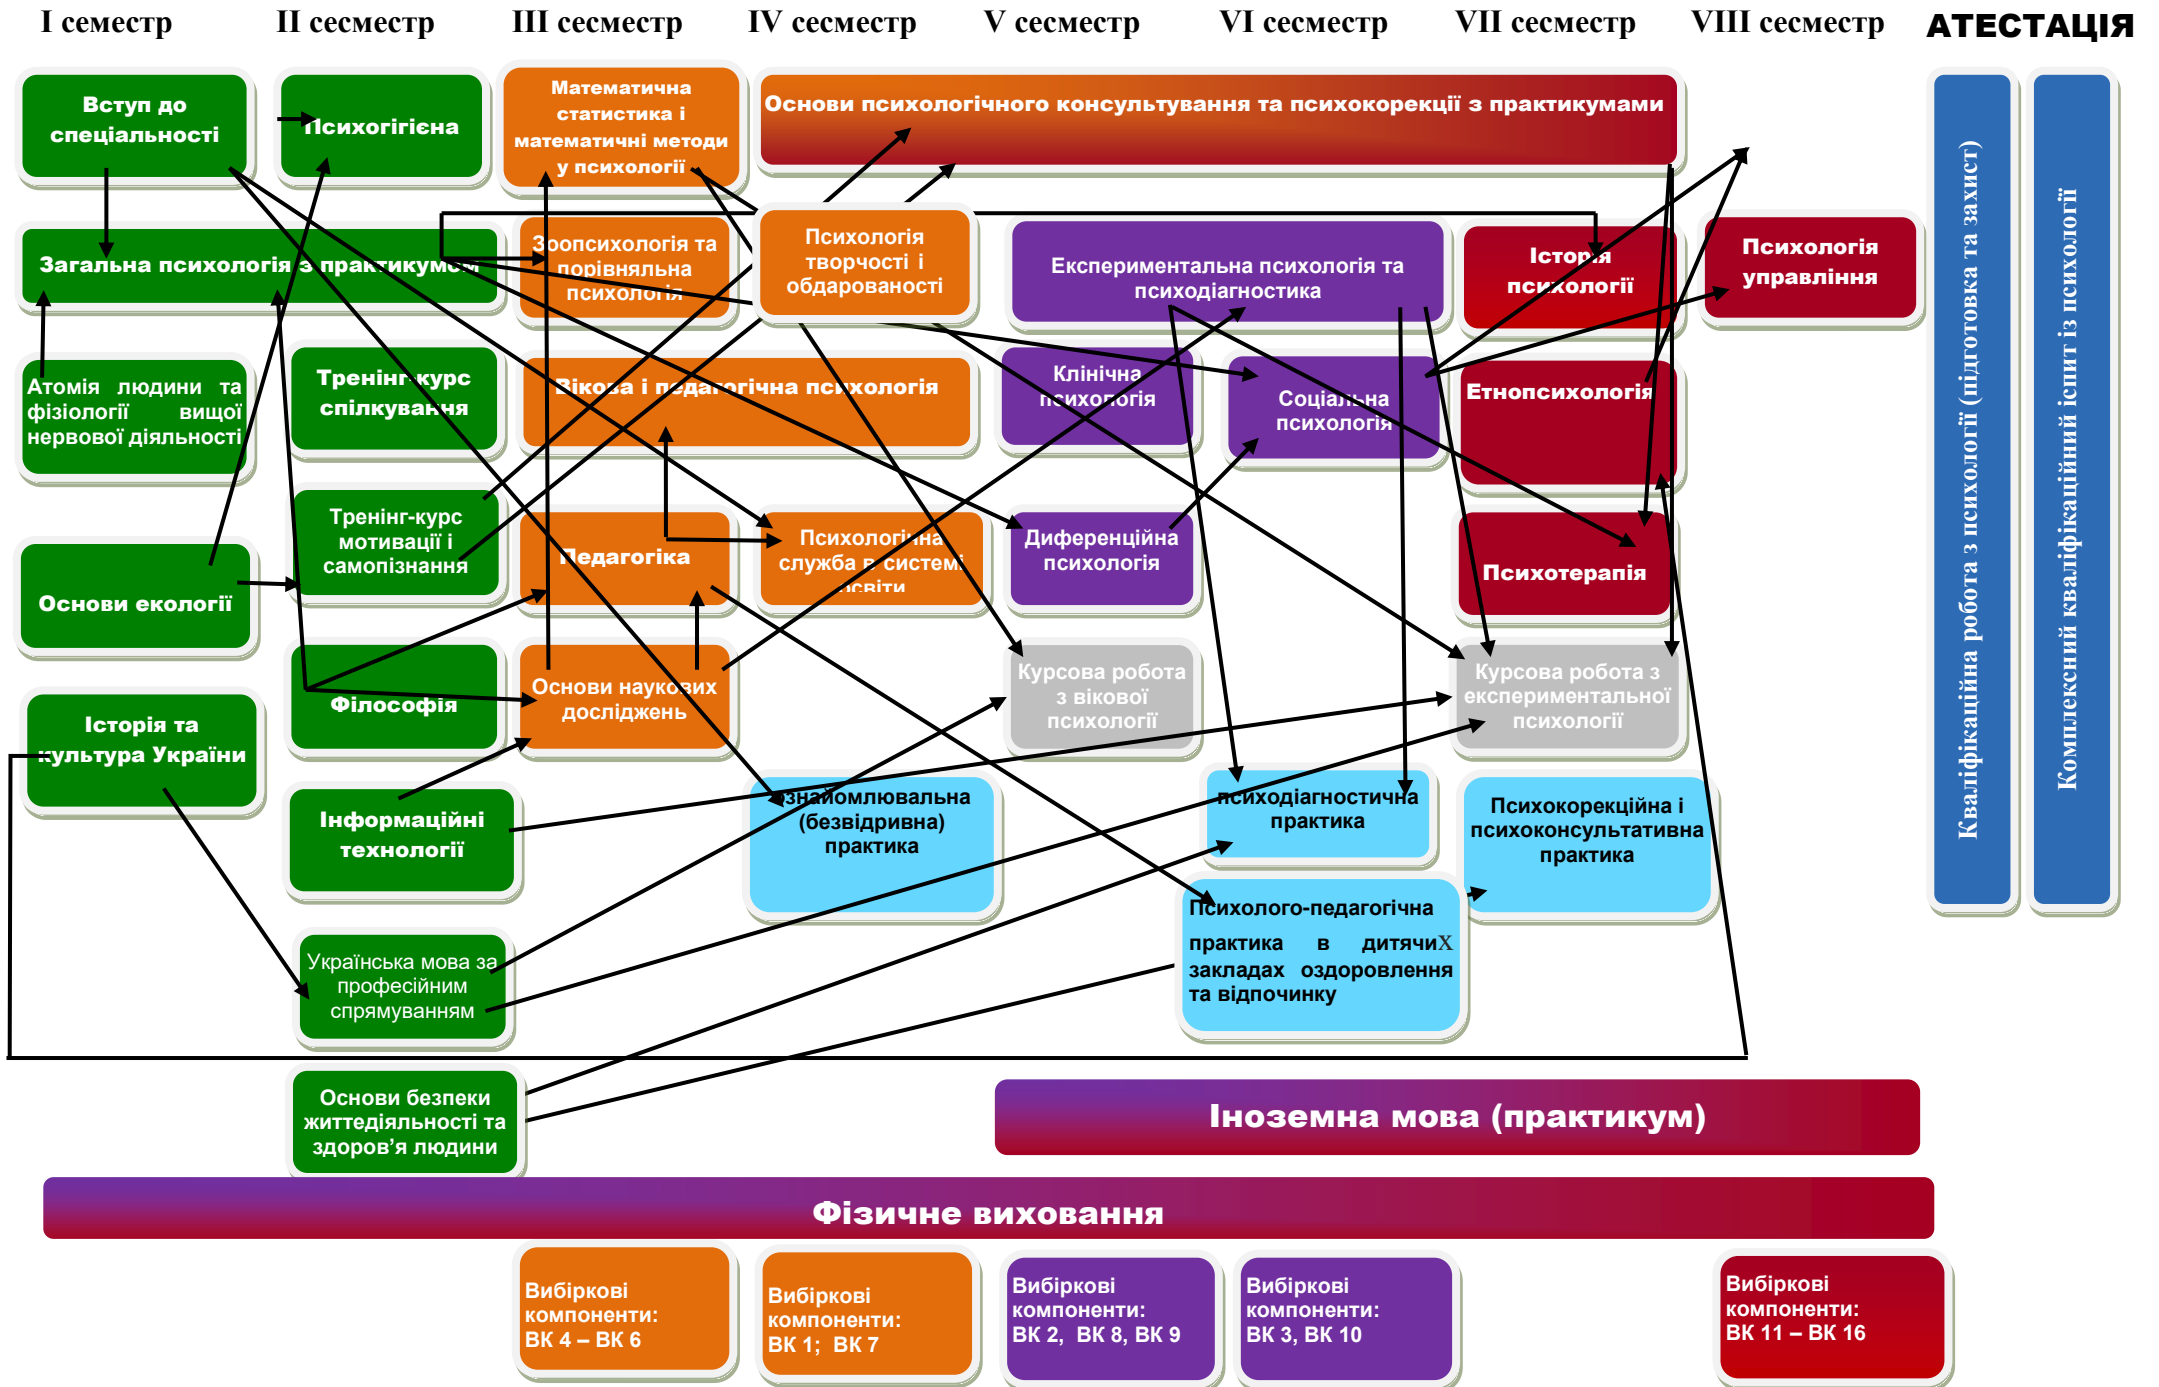 I семестр
II сесместр
III сесместр
IV сесместр
V сесместр
VI сесместр
VII сесместр
VIII сесместр
АТЕСТАЦІЯ
Вступ до
спеціальності
Психогігієна
Математична
статистика і
математичні методи
у психології
Основи психологічного консультування та психокорекції з практикумами
Загальна психологія з практикумом
Зоопсихологія та
порівняльна
психологія
Психологія
творчості і
обдарованості
Експериментальна психологія та
психодіагностика
Історія
психології
Психологія
управління
Атомія людини та
фізіології вищої
нервової діяльності
Тренінг-курс
спілкування
Вікова і педагогічна психологія
Клінічна
психологія
Соціальна
психологія
Етнопсихологія
Основи екології
Тренінг-курс
мотивації і
самопізнання
Педагогіка
Психологічна
служба в системі
освіти
Диференційна
психологія
Психотерапія
Історія та
культура України
Філософія
Основи наукових
досліджень
Курсова робота
з вікової
психології
Курсова робота з
експериментальної
психології
Інформаційні
технології
Ознайомлювальна
(безвідривна)
практика
психодіагностична
практика
Психокорекційна і
психоконсультативна
практика
Українська мова за
професійним
спрямуванням
Психолого-педагогічна
практика в дитячих
закладах оздоровлення
та відпочинку
Основи безпеки
життедіяльності та
здоров’я людини
Кваліфікаційна робота з психології (підготовка та захист)
Комплексний кваліфікаційний іспит із психології
Іноземна мова (практикум)
Фізичне виховання
Вибіркові
компоненти:
ВК 4 – ВК 6
Вибіркові
компоненти:
ВК 1; ВК 7
Вибіркові
компоненти:
ВК 2, ВК 8, ВК 9
Вибіркові
компоненти:
ВК 3, ВК 10
Вибіркові
компоненти:
ВК 11 – ВК 16